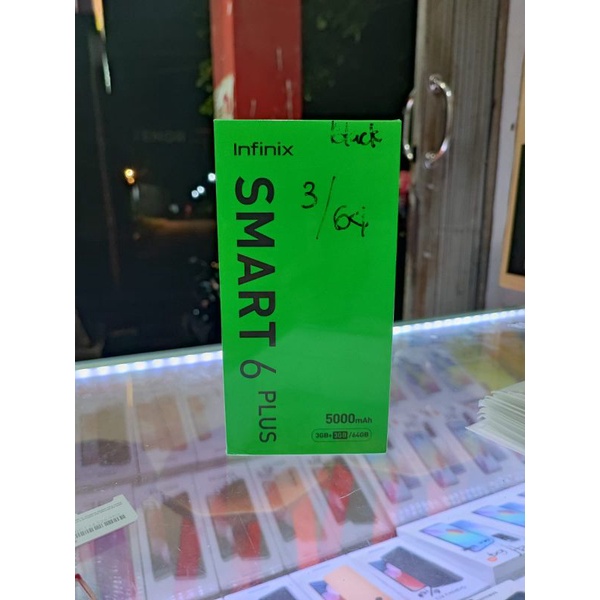 black
Infinix
3/64
SMART 6 PLUS
5000mAh
3GB+3GB/64GB